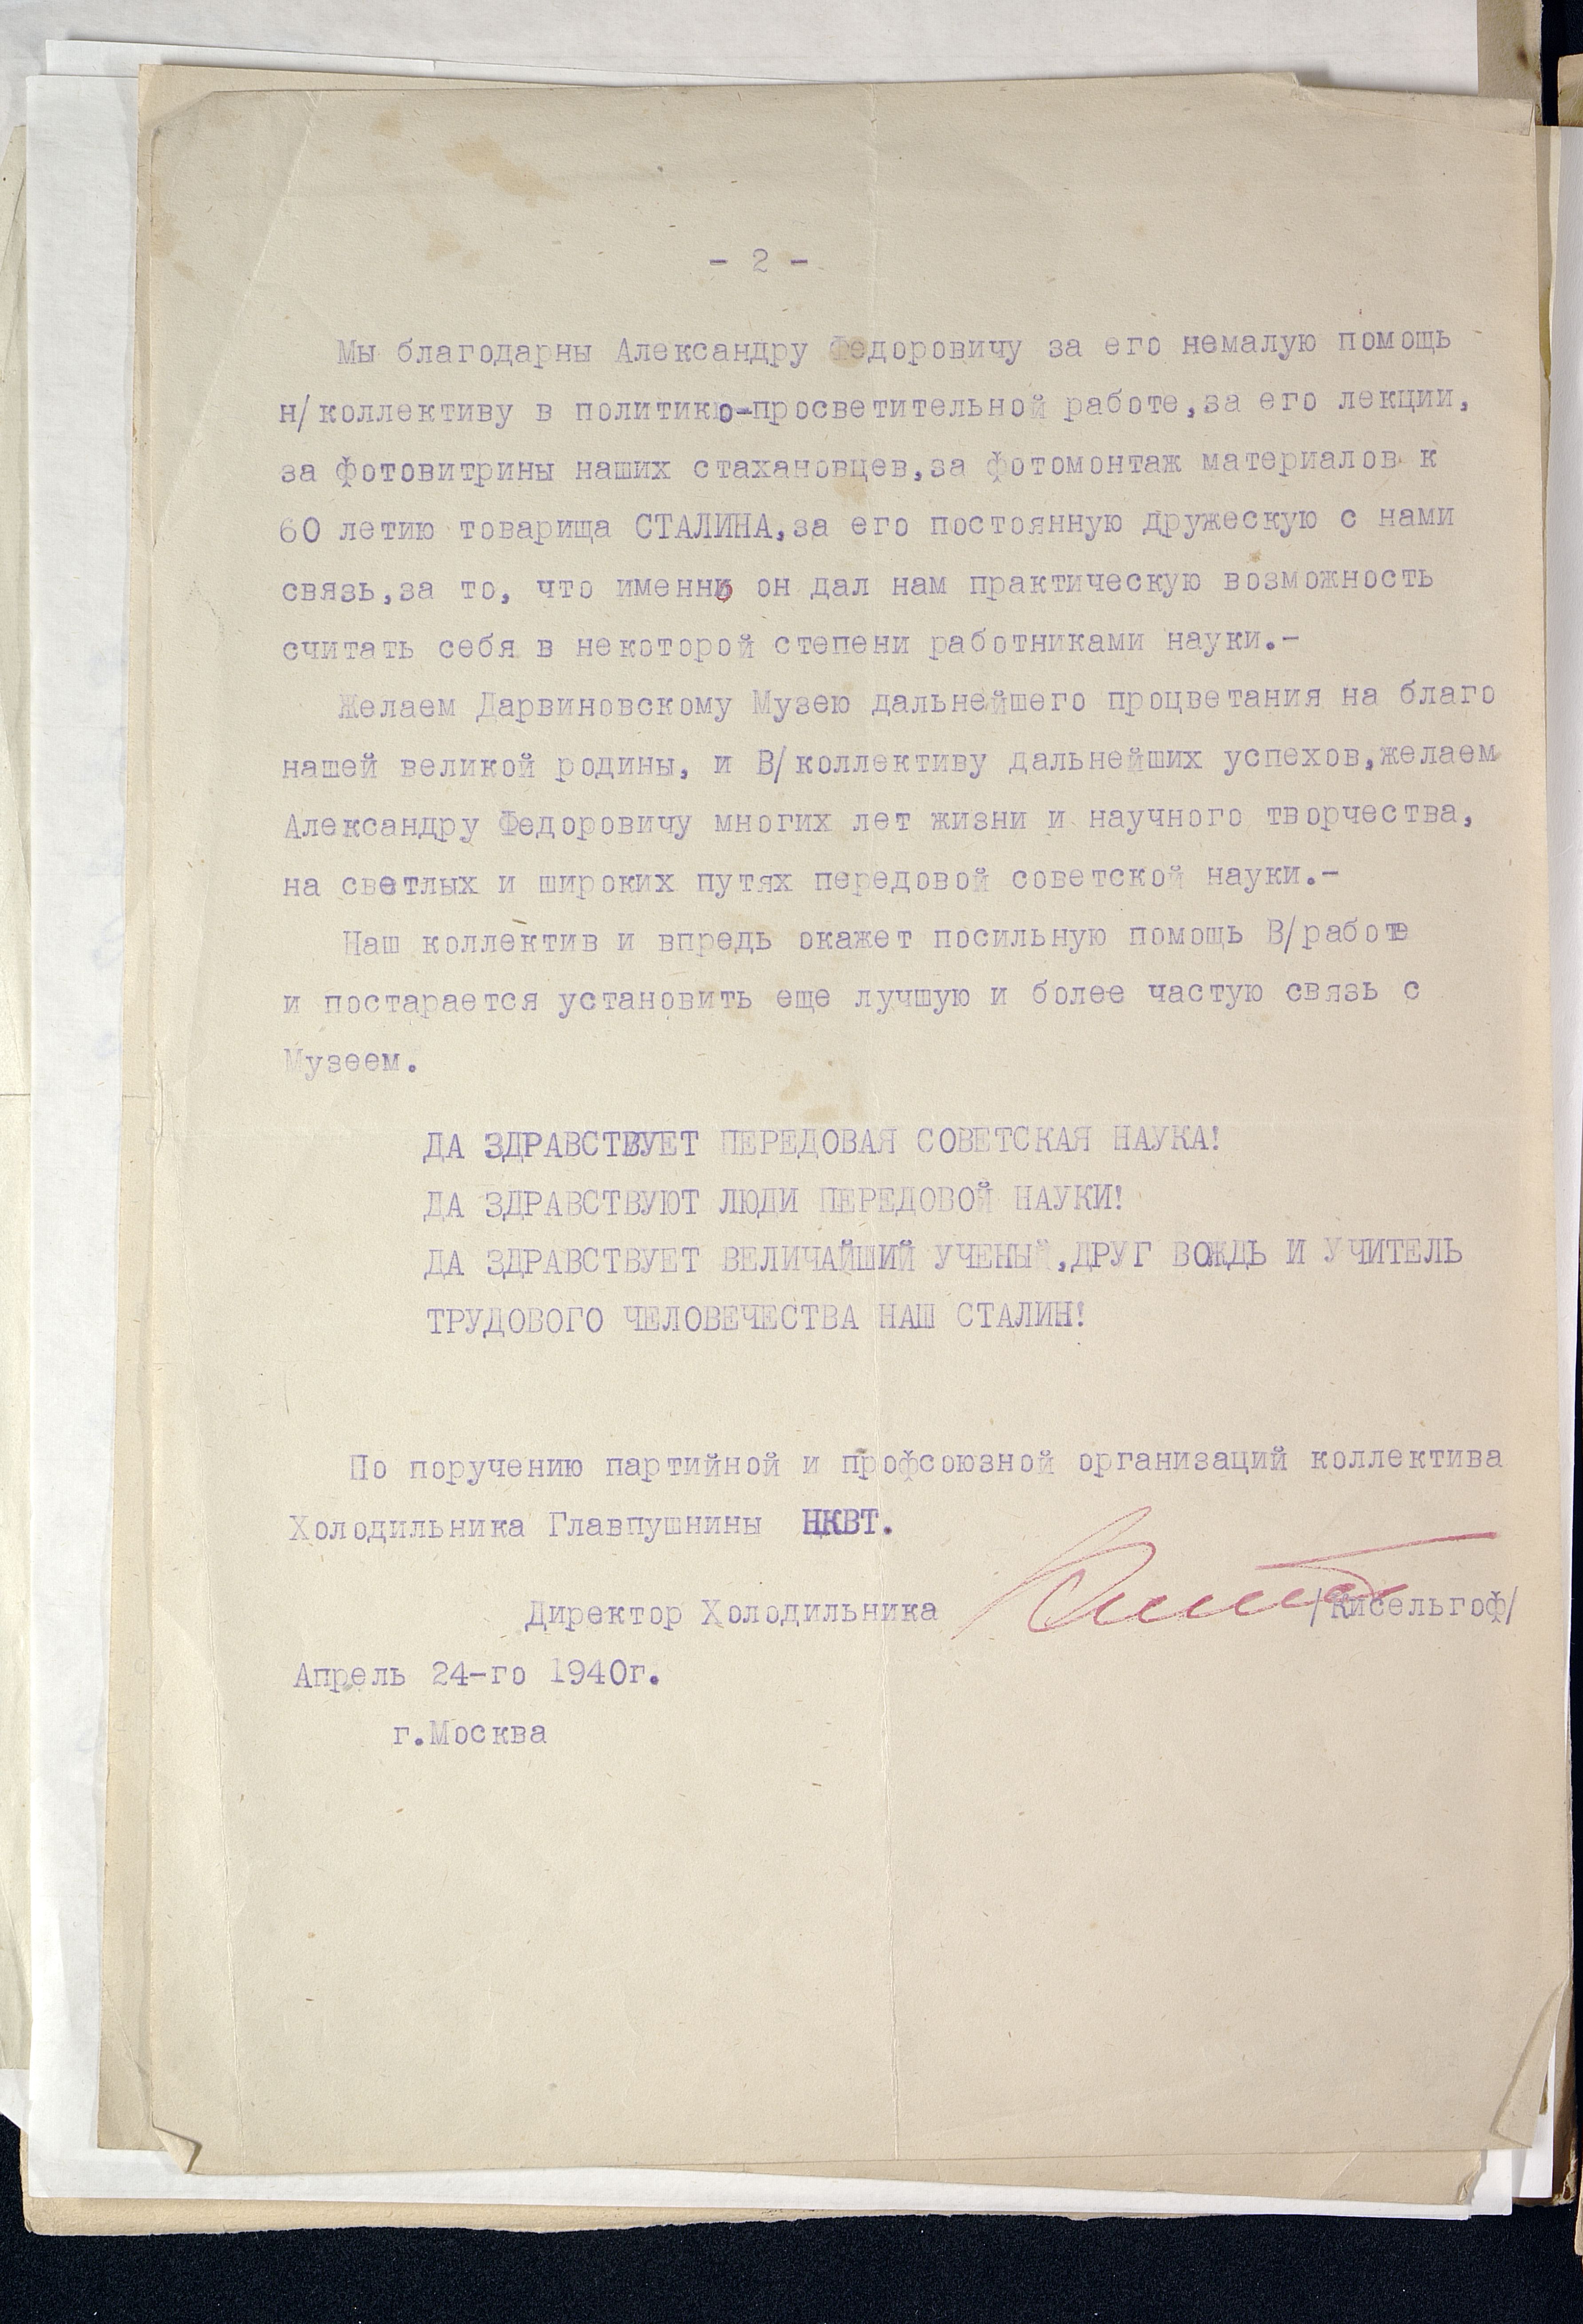 - 2 -
Мы благодарны Александру Федоровичу за его немалую помощь
н/коллективу в политико-просветительной работе,за его лекции,
за фотовитрины наших стахановцев,за фотомонтаж материалов к
60 летию товарища СТАЛИНА,за его постоянную дружескую с нами
связь,за то, что именно он дал нам практическую возможность
считать себя в некоторой степени работниками науки.-
Желаем Дарвиновскому Музею дальнейшего процветания на благо
нашей великой родины, и В/коллективу дальнейших успехов,желаем
Александру Федоровичу многих лет жизни и научного творчества,
на светлых и широких путях передовой советской науки.-
Наш коллектив и впредь окажет посильную помощь В/работе
и постарается установить еще лучшую и более частую связь с
Музеем.
ДА ЗДРАВСТВУЕТ ПЕРЕДОВАЯ СОВЕТСКАЯ НАУКА!
ДА ЗДРАВСТВУЮТ ЛЮДИ ПЕРЕДОВОЙ НАУКИ!
ДА ЗДРАВСТВУЕТ ВЕЛИЧАЙШИЙ УЧЕНЫЙ,ДРУГ ВОЖДЬ И УЧИТЕЛЬ
ТРУДОВОГО ЧЕЛОВЕЧЕСТВА НАШ СТАЛИН!
По поручению партийной и профсоюзной организаций коллектива
Холодильника Главпушнины НКВТ.
Директор Холодильника /Кисельгоф/
Апрель 24-го 1940г.
г.Москва